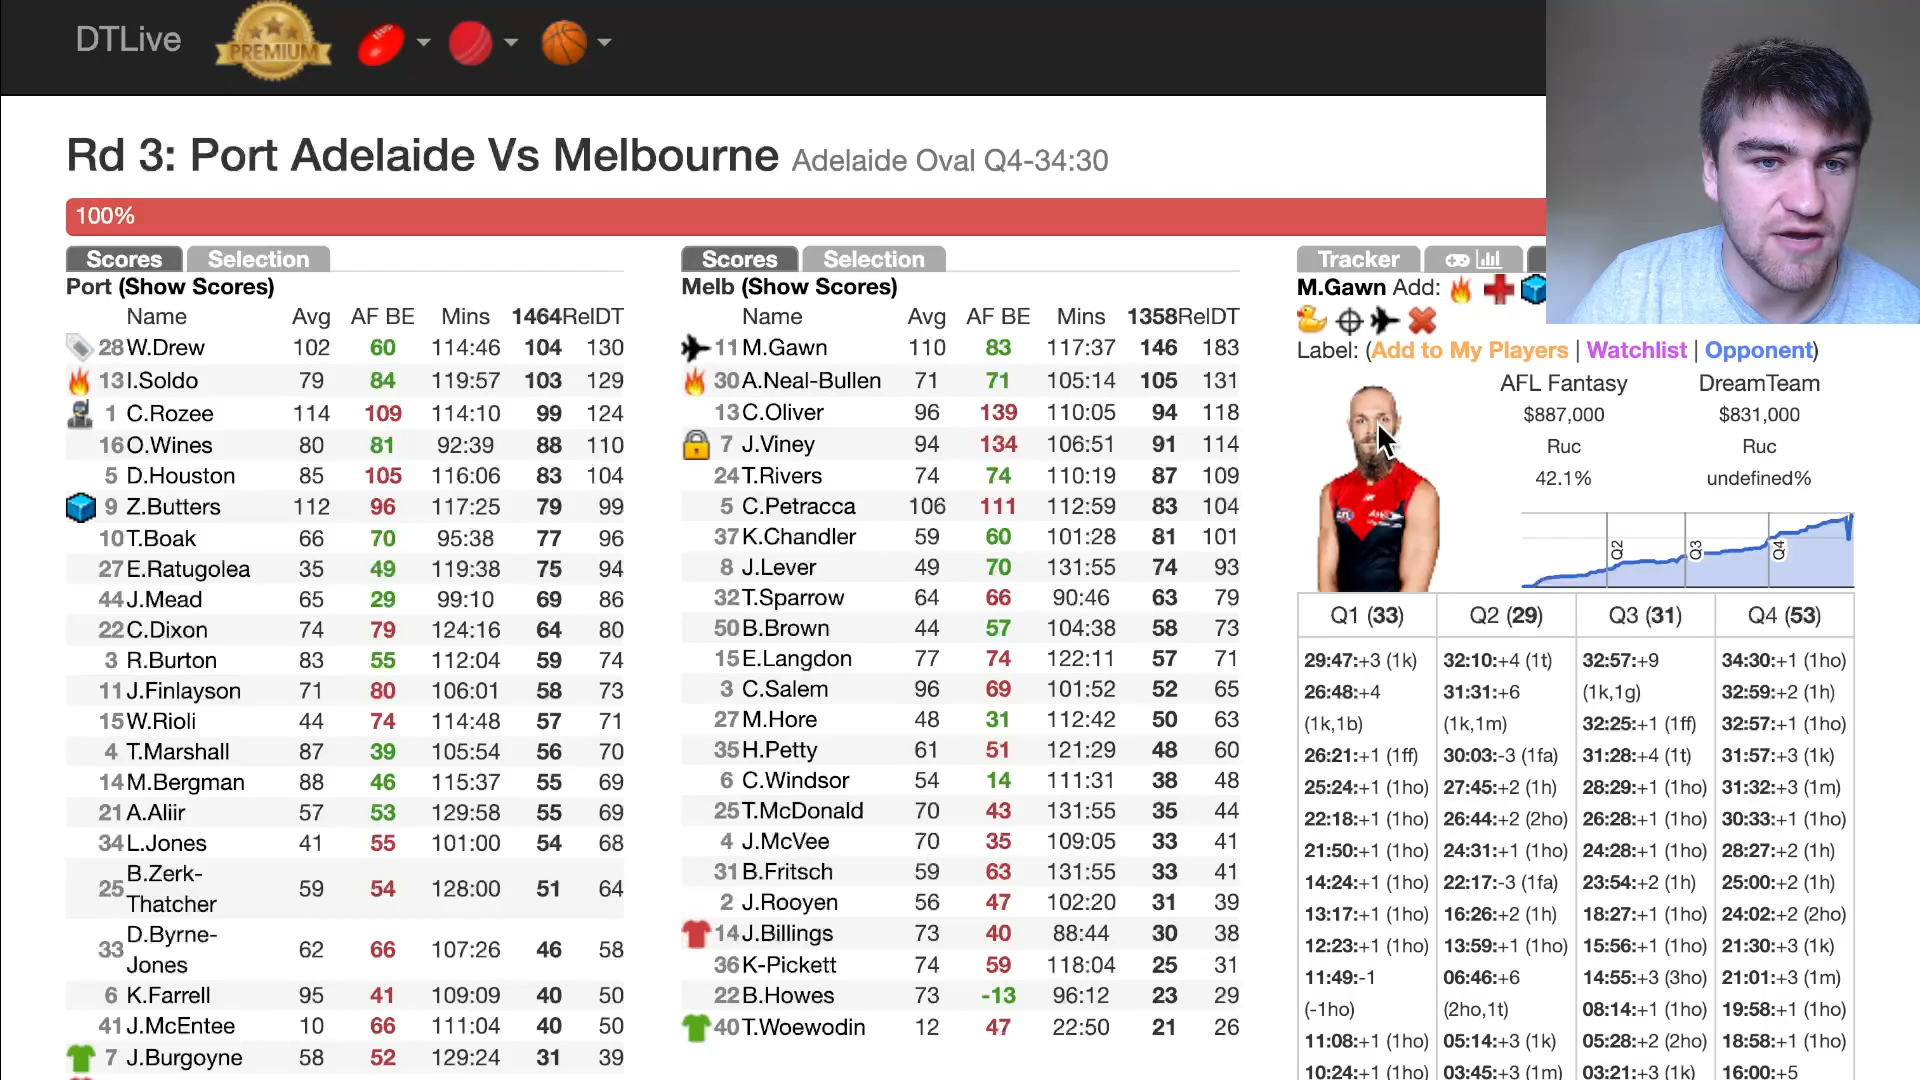 DTLive
PREMIUM
Rd 3: Port Adelaide Vs Melbourne Adelaide Oval Q4-34:30
100%
Scores Selection
Port (Show Scores)
Name Avg AF BE Mins 1464RelDT
28 W.Drew 102 60 114:46 104 130
13 I.Soldo 79 84 119:57 103 129
1 C.Rozee 114 109 114:10 99 124
16 O.Wines 80 81 92:39 88 110
5 D.Houston 85 105 116:06 83 104
9 Z.Butters 112 96 117:25 79 99
10 T.Boak 66 70 95:38 77 96
27 E.Ratugolea 35 49 119:38 75 94
44 J.Mead 65 29 99:10 69 86
22 C.Dixon 74 79 124:16 64 80
3 R.Burton 83 55 112:04 59 74
11 J.Finlayson 71 80 106:01 58 73
15 W.Rioli 44 74 114:48 57 71
4 T.Marshall 87 39 105:54 56 70
14 M.Bergman 88 46 115:37 55 69
21 A.Aliir 57 53 129:58 55 69
34 L.Jones 41 55 101:00 54 68
25 B.Zerk-
Thatcher 59 54 128:00 51 64
33 D.Byrne-
Jones 62 66 107:26 46 58
6 K.Farrell 95 41 109:09 40 50
41 J.McEntee 10 66 111:04 40 50
7 J.Burgoyne 58 52 129:24 31 39
Scores Selection
Melb (Show Scores)
Name Avg AF BE Mins 1358RelDT
11 M.Gawn 110 83 117:37 146 183
30 A.Neal-Bullen 71 71 105:14 105 131
13 C.Oliver 96 139 110:05 94 118
7 J.Viney 94 134 106:51 91 114
24 T.Rivers 74 74 110:19 87 109
5 C.Petracca 106 111 112:59 83 104
37 K.Chandler 59 60 101:28 81 101
8 J.Lever 49 70 131:55 74 93
32 T.Sparrow 64 66 90:46 63 79
50 B.Brown 44 57 104:38 58 73
15 E.Langdon 77 74 122:11 57 71
3 C.Salem 96 69 101:52 52 65
27 M.Hore 48 31 112:42 50 63
35 H.Petty 61 51 121:29 48 60
6 C.Windsor 54 14 111:31 38 48
25 T.McDonald 70 43 131:55 35 44
4 J.McVee 70 35 109:05 33 41
31 B.Fritsch 59 63 131:55 33 41
2 J.Rooyen 56 47 102:20 31 39
14 J.Billings 73 40 88:44 30 38
36 K-Pickett 74 59 118:04 25 31
22 B.Howes 73 -13 96:12 23 29
40 T.Woewodin 12 47 22:50 21 26
Tracker
M.Gawn Add:
Label: (Add to My Players | Watchlist | Opponent)
AFL Fantasy DreamTeam
$887,000 $831,000
Ruc Ruc
42.1% undefined%
Q2 Q3 Q4
Q1 (33) Q2 (29) Q3 (31) Q4 (53)
29:47:+3 (1k) 32:10:+4 (1t) 32:57:+9 34:30:+1 (1ho)
26:48:+4 31:31:+6 (1k,1g) 32:59:+2 (1h)
(1k,1b) (1k,1m) 32:25:+1 (1ff) 32:57:+1 (1ho)
26:21:+1 (1ff) 30:03:-3 (1fa) 31:28:+4 (1t) 31:57:+3 (1k)
25:24:+1 (1ho) 27:45:+2 (1h) 28:29:+1 (1ho) 31:32:+3 (1m)
22:18:+1 (1ho) 26:44:+2 (2ho) 26:28:+1 (1ho) 30:33:+1 (1ho)
21:50:+1 (1ho) 24:31:+1 (1ho) 24:28:+1 (1ho) 28:27:+2 (1h)
14:24:+1 (1ho) 22:17:-3 (1fa) 23:54:+2 (1h) 25:00:+2 (1h)
13:17:+1 (1ho) 16:26:+2 (1h) 18:27:+1 (1ho) 24:02:+2 (2ho)
12:23:+1 (1ho) 13:59:+1 (1ho) 15:56:+1 (1ho) 21:30:+3 (1k)
11:49:-1 06:46:+6 14:55:+3 (3ho) 21:01:+3 (1m)
(-1ho) (2ho,1t) 08:14:+1 (1ho) 19:58:+1 (1ho)
11:08:+1 (1ho) 05:14:+3 (1k) 05:28:+2 (2ho) 18:58:+1 (1ho)
10:24:+1 (1ho) 03:45:+3 (1m) 03:21:+3 (1k) 16:00:+5